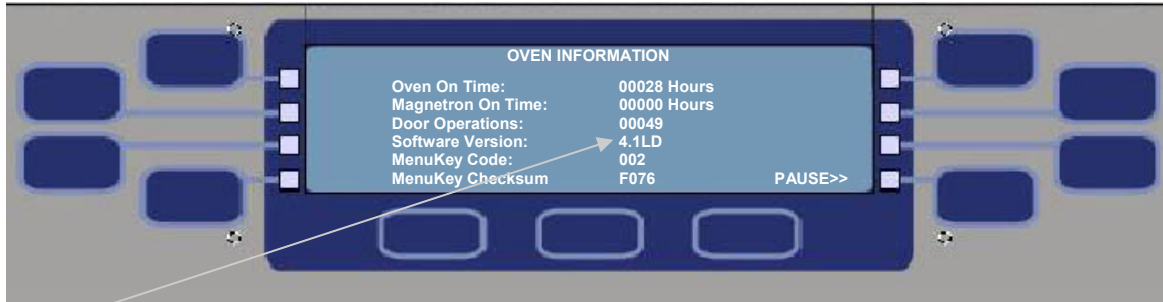 OVEN INFORMATION
Oven On Time: 00028 Hours
Magnetron On Time: 00000 Hours
Door Operations: 00049
Software Version: 4.1LD
MenuKey Code: 002
MenuKey Checksum F076 PAUSE>>